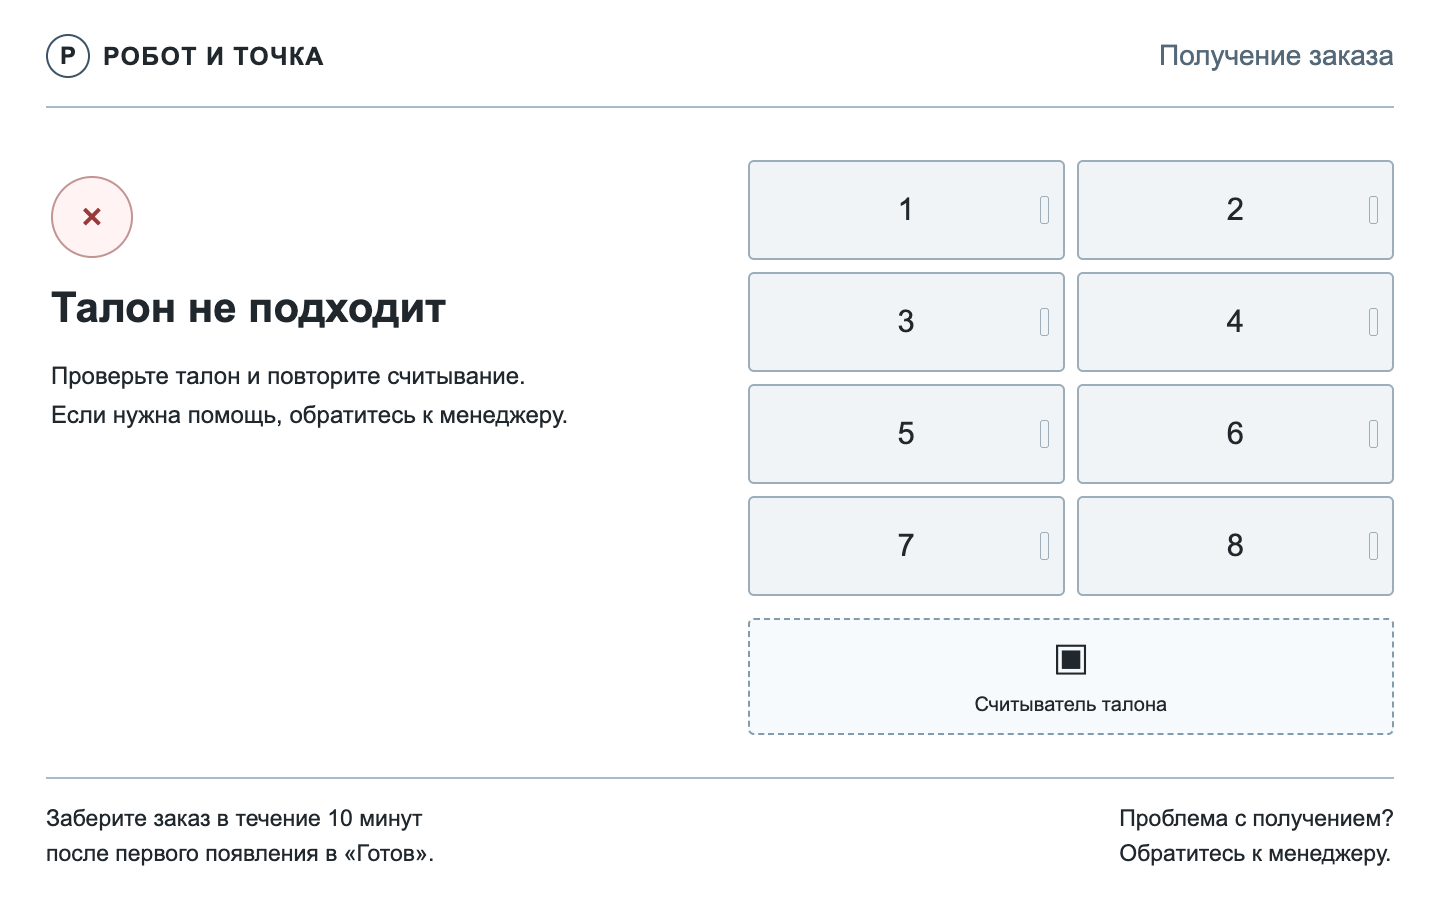 Р РОБОТ И ТОЧКА
Получение заказа
×
Талон не подходит
Проверьте талон и повторите считывание.
Если нужна помощь, обратитесь к менеджеру.
1
2
3
4
5
6
7
8
Считыватель талона
Заберите заказ в течение 10 минут
после первого появления в «Готов».
Проблема с получением?
Обратитесь к менеджеру.